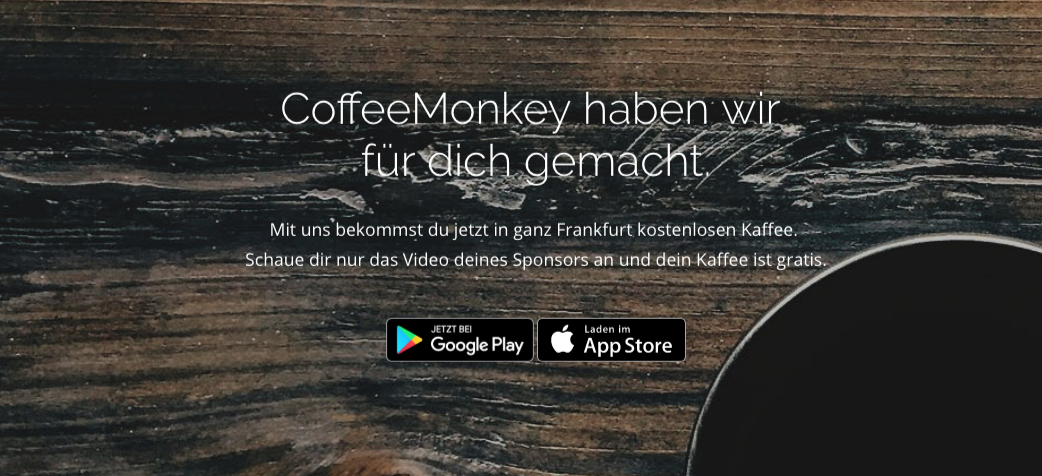 CoffeeMonkey haben wir
für dich gemacht.
Mit uns bekommst du jetzt in ganz Frankfurt kostenlosen Kaffee.
Schaue dir nur das Video deines Sponsors an und dein Kaffee ist gratis.
JETZT BEI
Google Play
Laden im
App Store